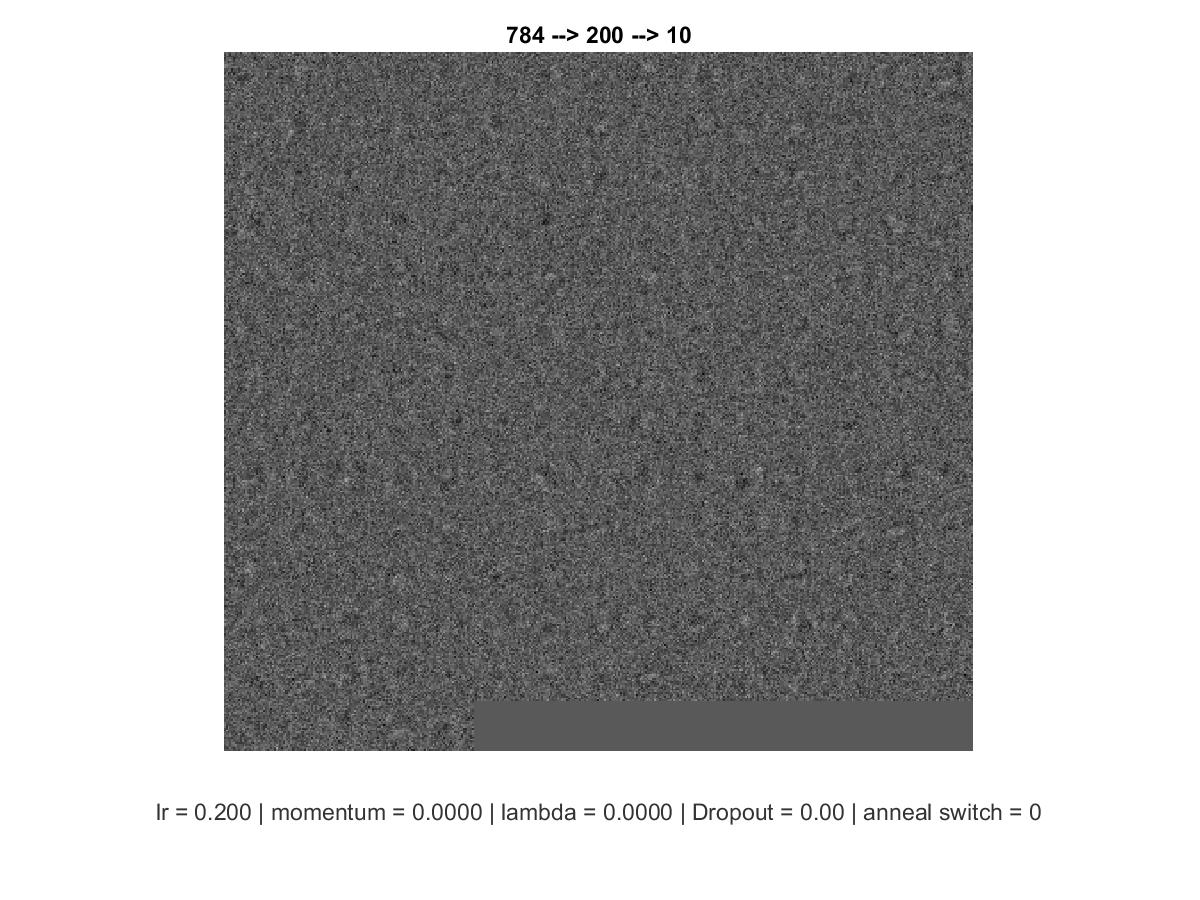 784 --> 200 --> 10
lr = 0.200 | momentum = 0.0000 | lambda = 0.0000 | Dropout = 0.00 | anneal switch = 0